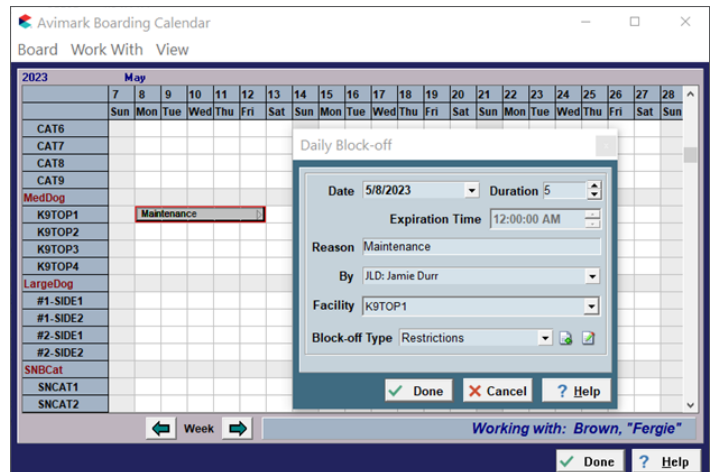 Avimark Boarding Calendar
Board Work With View
2023 May
7 8 9 10 11 12 13 14 15 16 17 18 19 20 21 22 23 24 25 26 27 28
Sun Mon Tue Wed Thu Fri Sat Sun Mon Tue Wed Thu Fri Sat Sun Mon Tue Wed Thu Fri Sat Sun
CAT6
CAT7
CAT8
CAT9
MedDog
K9TOP1 Maintenance
K9TOP2
K9TOP3
K9TOP4
LargeDog
#1-SIDE1
#1-SIDE2
#2-SIDE1
#2-SIDE2
SNBCat
SNCAT1
SNCAT2
Daily Block-off
Date 5/8/2023 Duration 5
Expiration Time 12:00:00 AM
Reason Maintenance
By JLD: Jamie Durr
Facility K9TOP1
Block-off Type Restrictions
Done Cancel ? Help
Week Working with: Brown, "Fergie"
Done ? Help